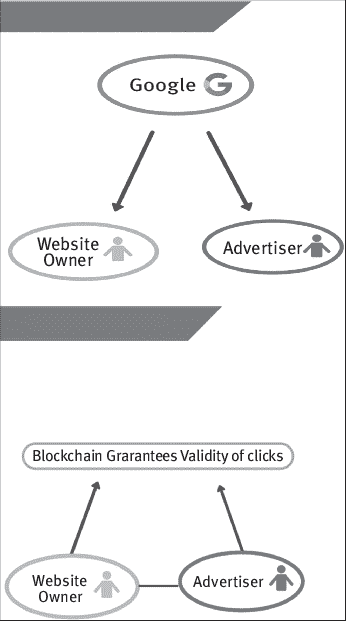 Google
Website
Owner
Advertiser
Blockchain Grarantees Validity of clicks
Website
Owner
Advertiser